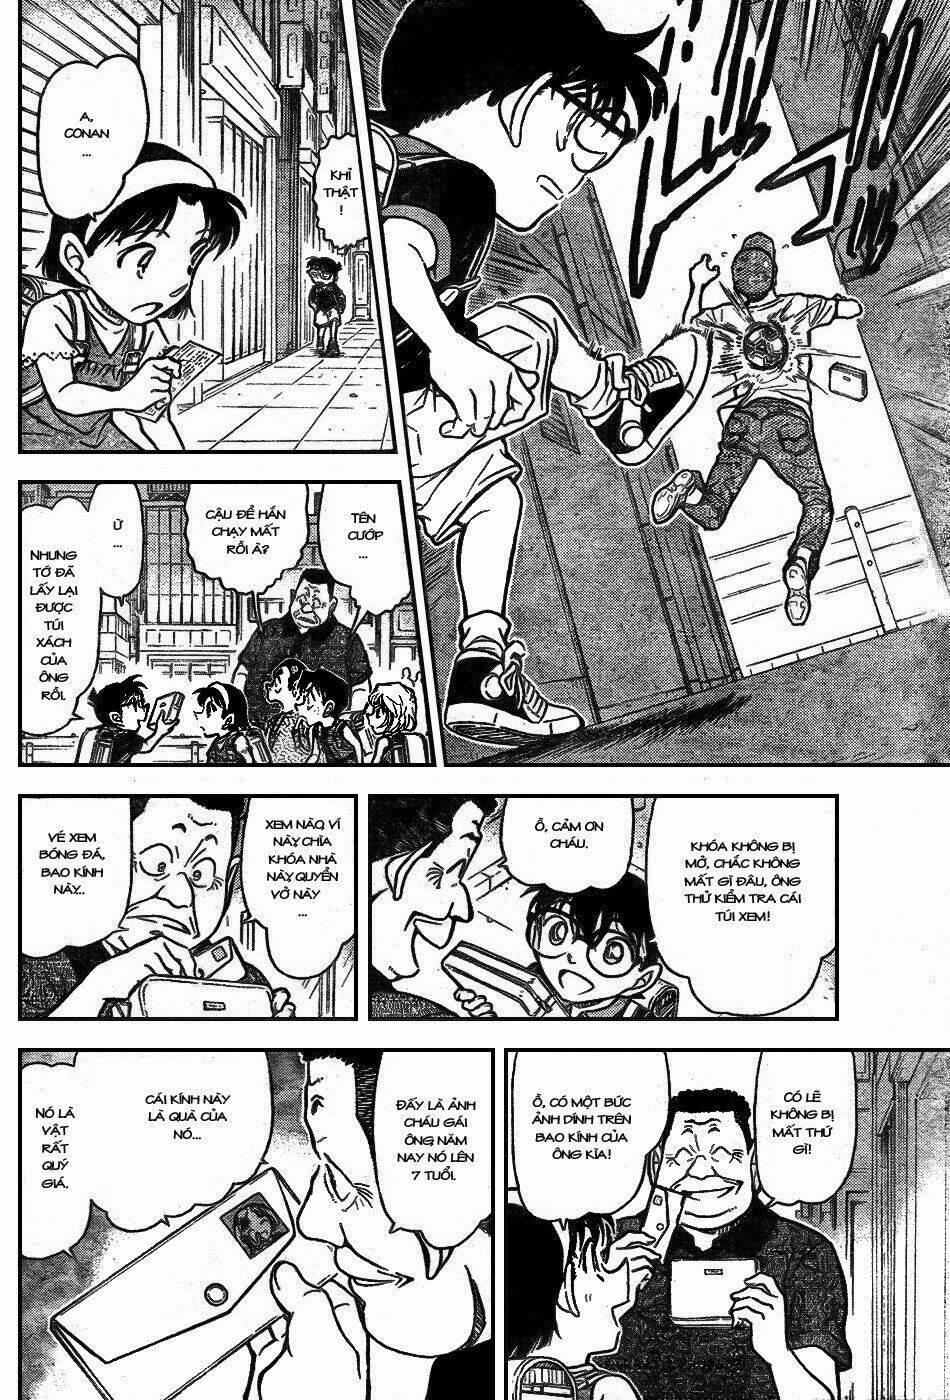 KHỈ
THẬT
!
A,
CONAN
...
TÊN
CƯỚP
...
CẬU ĐỂ HẮN
CHẠY MẤT
RỒI À?
Ừ
...
NHƯNG
TỚ ĐÃ
LẤY LẠI
ĐƯỢC
TÚI
XÁCH
CỦA
ÔNG RỒI.
KHÓA KHÔNG BỊ
MỞ, CHẮC KHÔNG
MẤT GÌ ĐÂU, ÔNG
THỬ KIỂM TRA CÁI
TÚI XEM!
Ồ, CẢM ƠN
CHÁU.
XEM NÀO, VÍ
NÀY, CHÌA
KHÓA NHÀ
NÀY, QUYỂN
VỞ NÀY
...
VÉ XEM
BÓNG ĐÁ,
BAO KÍNH
NÀY...
CÓ LẼ
KHÔNG BỊ
MẤT THỨ
GÌ!
Ồ, CÓ MỘT BỨC
ẢNH DÍNH TRÊN
BAO KÍNH CỦA
ÔNG KÌA!
ĐẤY LÀ ẢNH
CHÁU GÁI
ÔNG, NĂM
NAY NÓ LÊN
7 TUỔI.
CÁI KÍNH NÀY
LÀ QUÀ CỦA
NÓ...
NÓ LÀ
VẬT
RẤT
QUÝ
GIÁ.